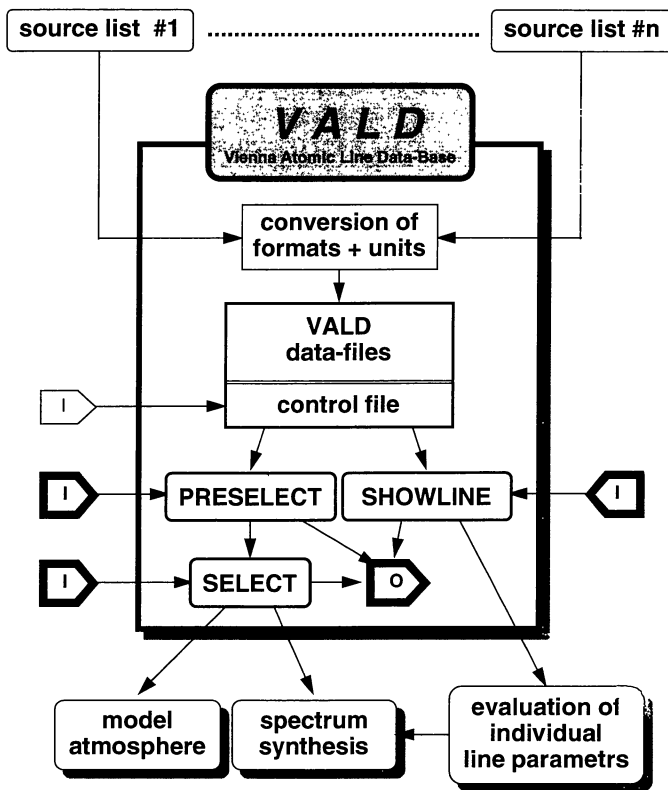 source list #1
source list #n
VALD
Vienna Atomic Line Data-Base
conversion of
formats + units
VALD
data-files
control file
I
I
PRESELECT
SHOWLINE
I
I
SELECT
O
model
atmosphere
spectrum
synthesis
evaluation of
individual
line parametrs